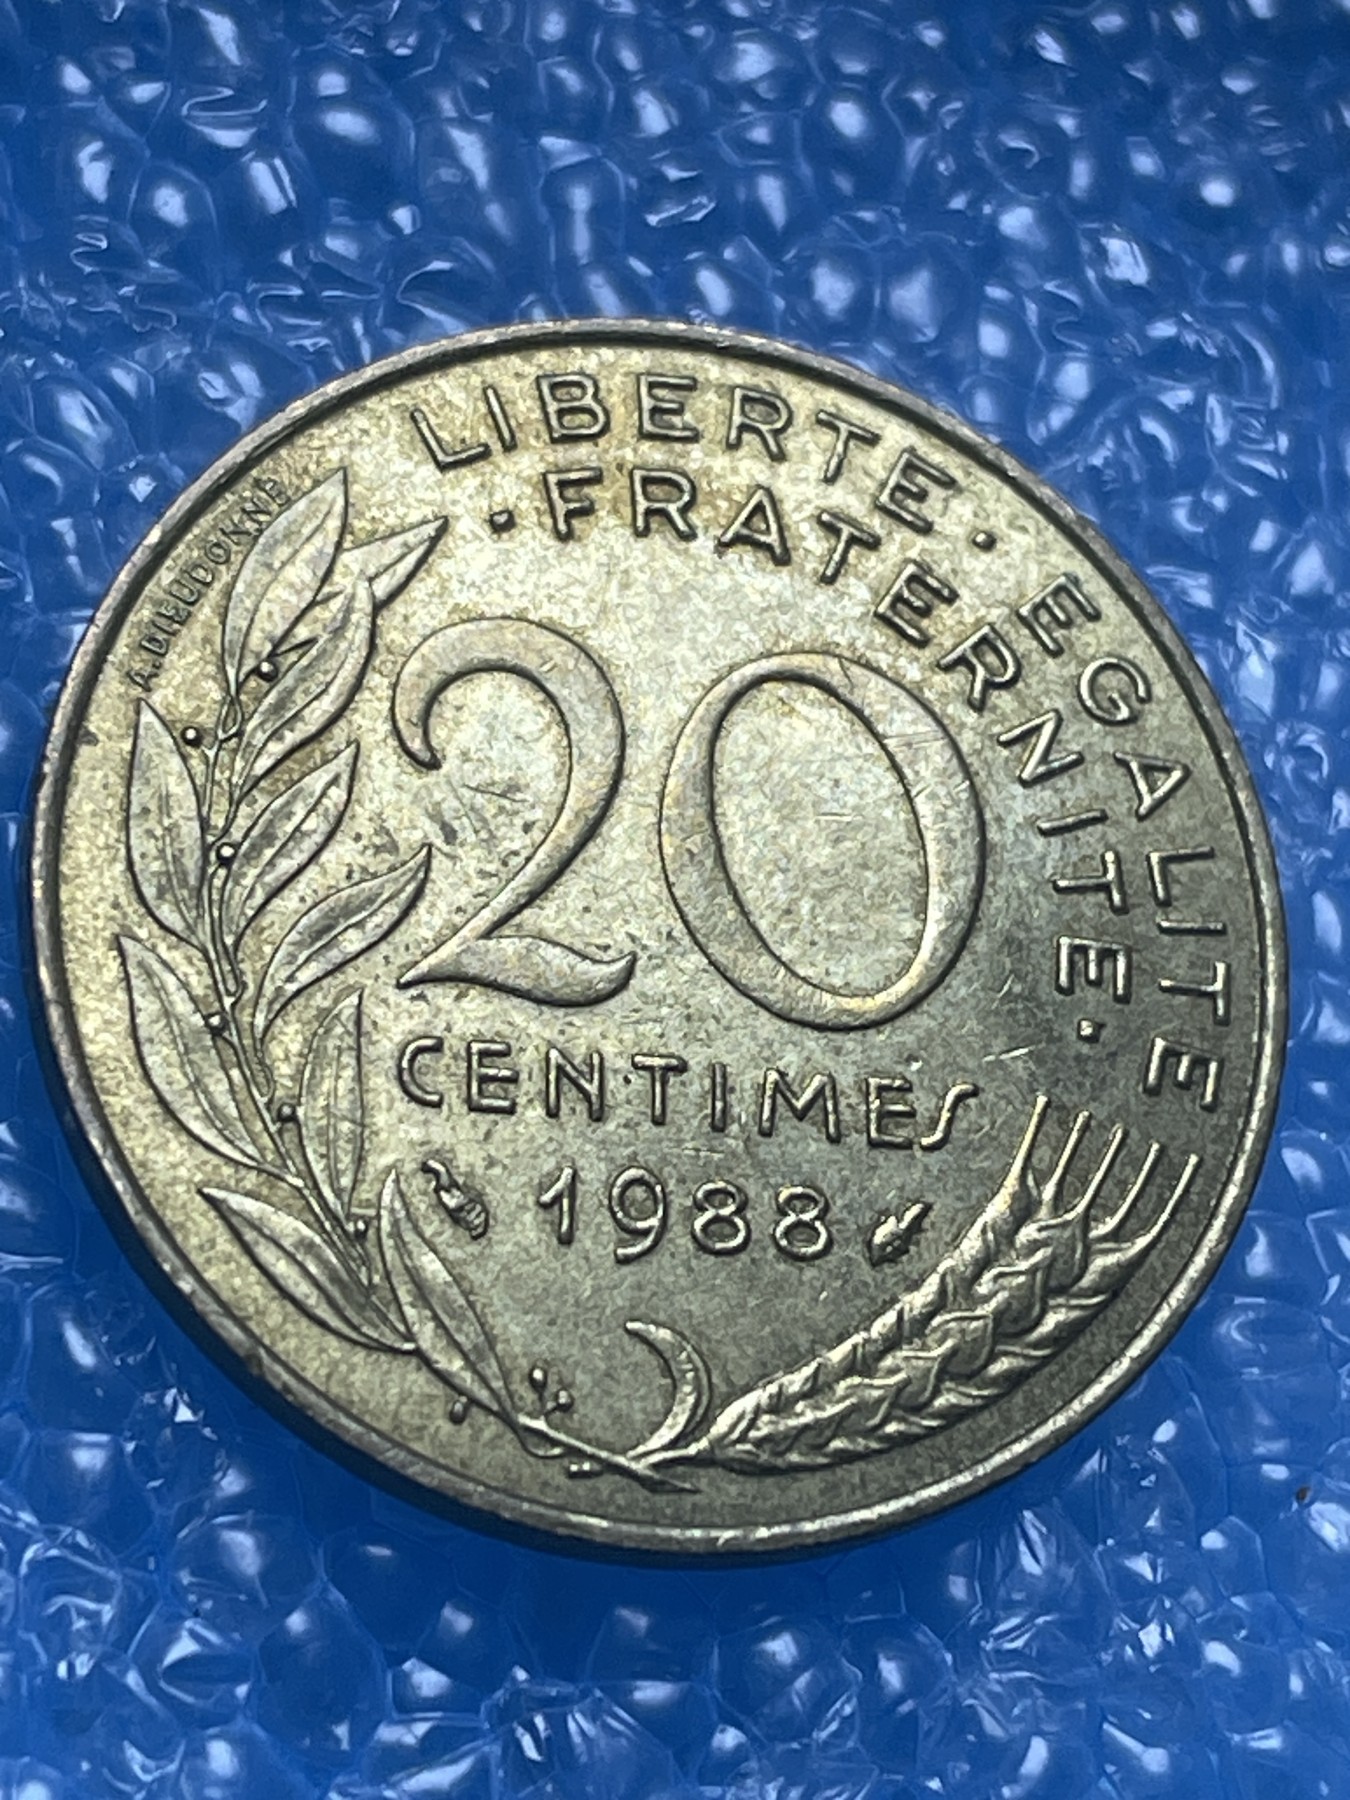 LIBERTE · EGALITE
· FRATERNITE ·
A. DIEUDONNE
20
CENTIMES
1988